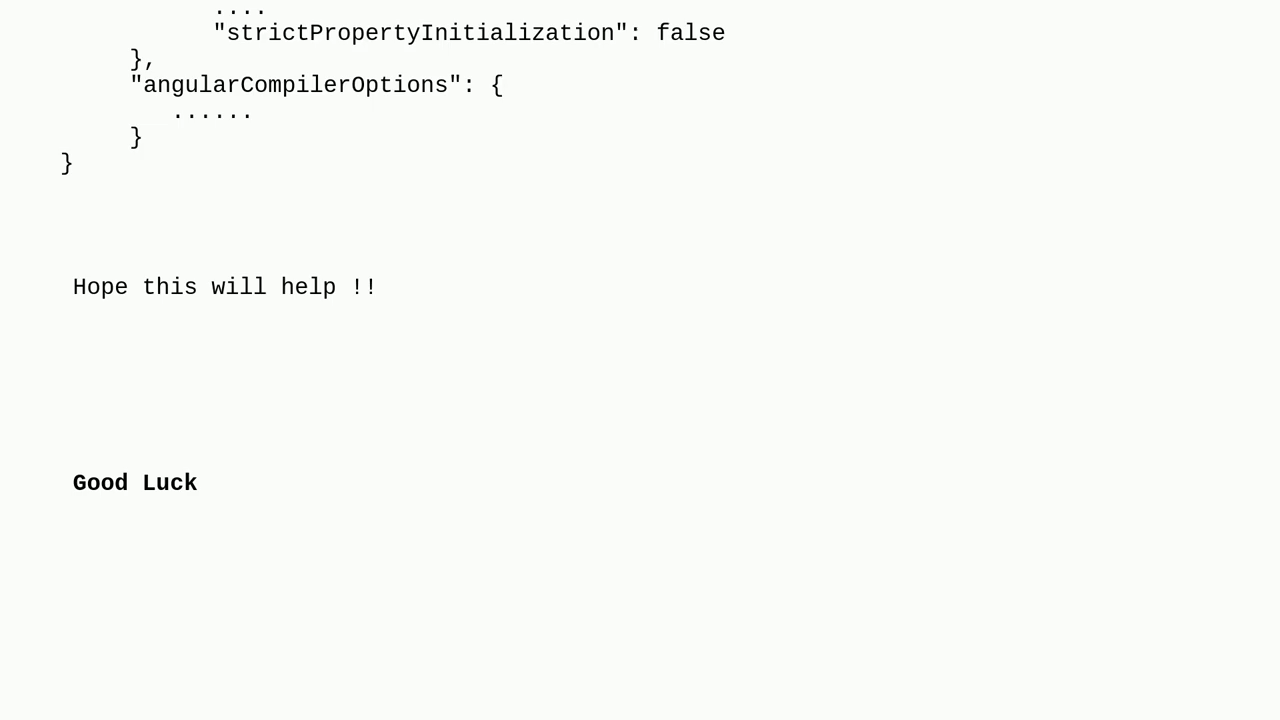 ....
"strictPropertyInitialization": false
},
"angularCompilerOptions": {
......
}
}
Hope this will help !!
Good Luck